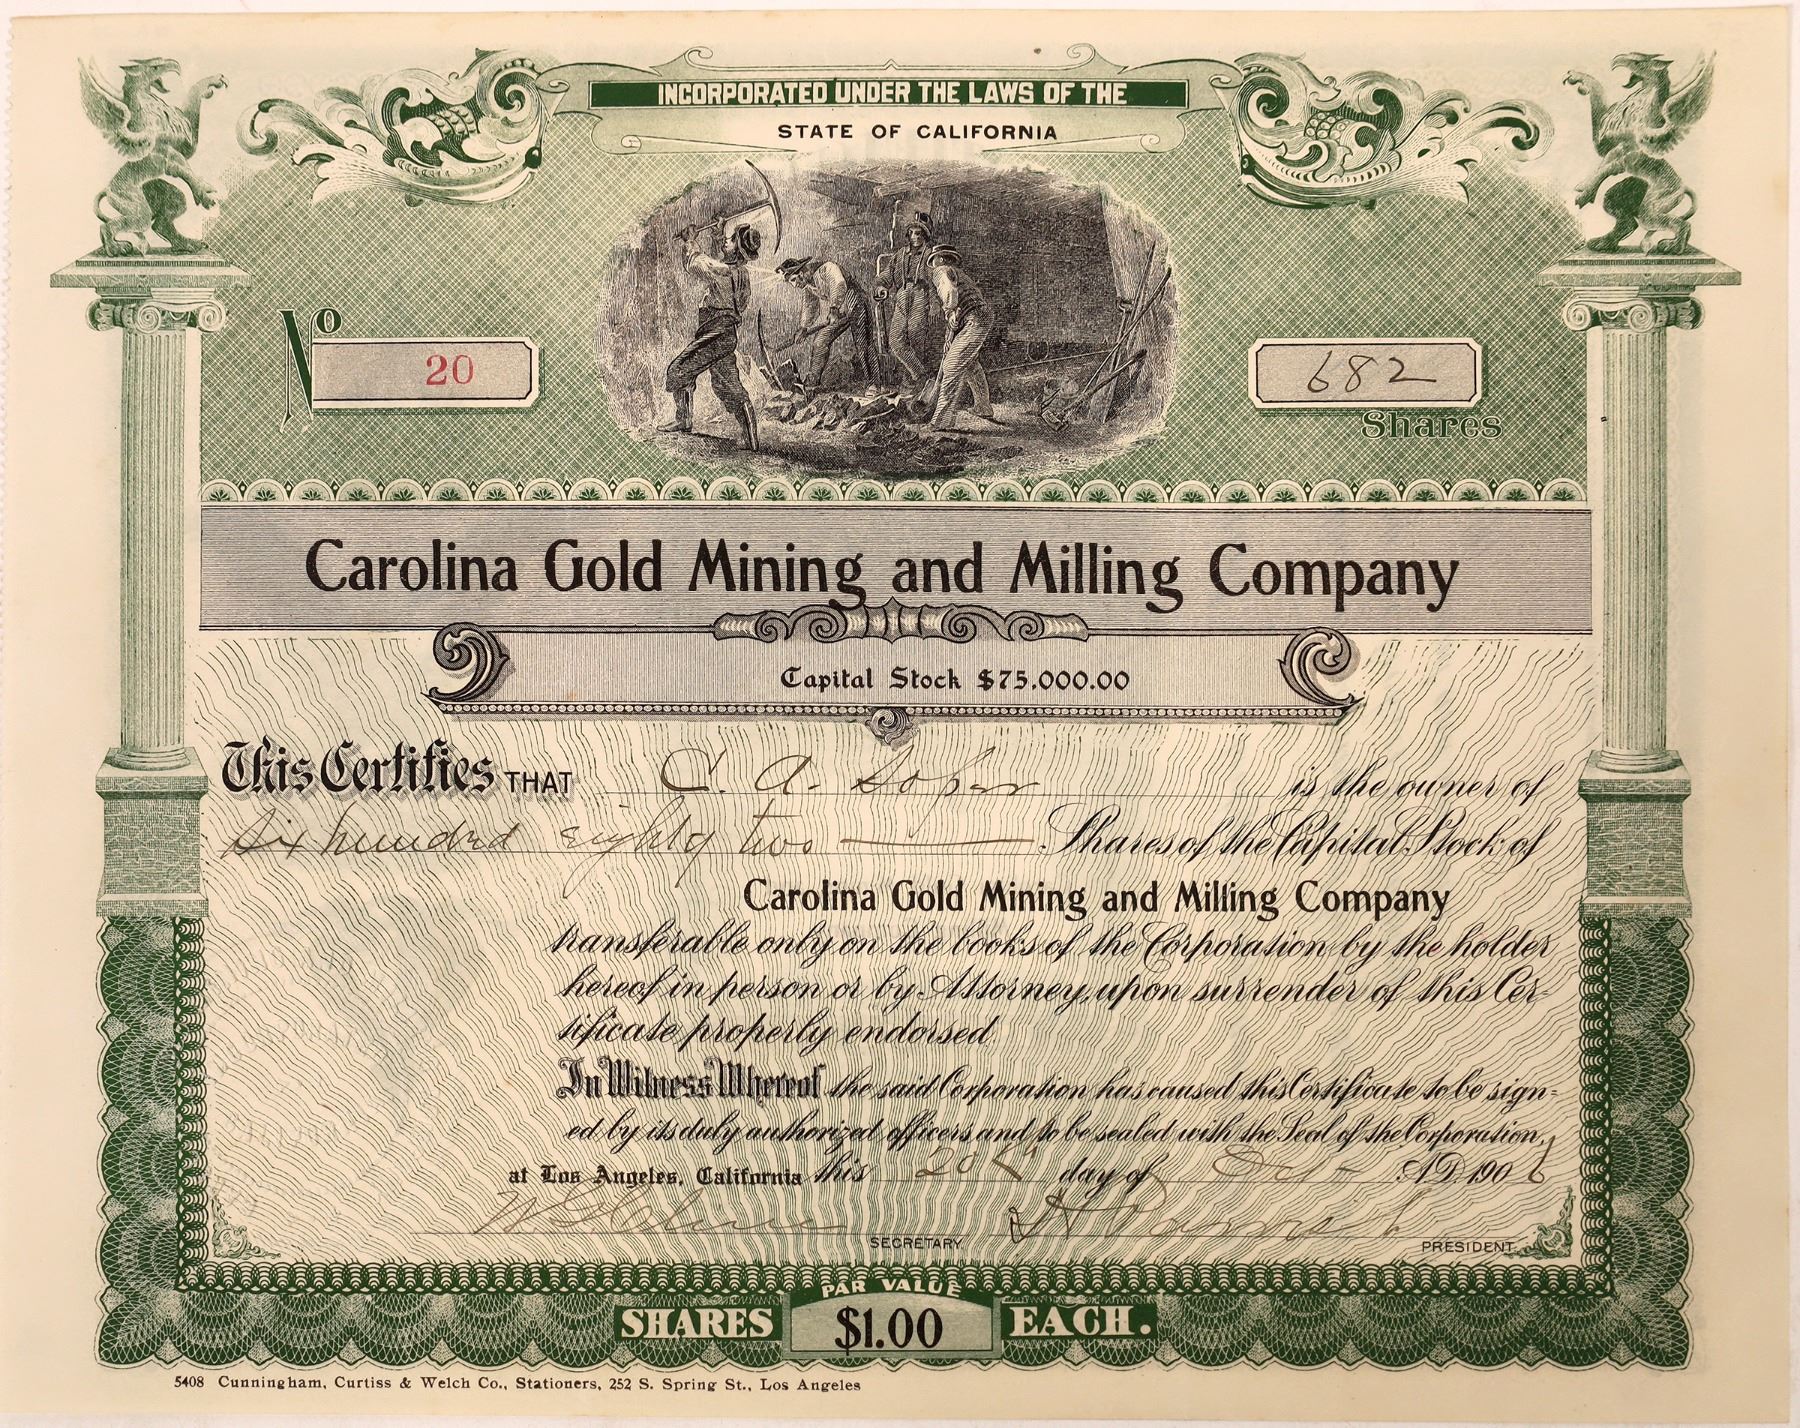 INCORPORATED UNDER THE LAWS OF THE
STATE OF CALIFORNIA
No 20
682
Shares
Carolina Gold Mining and Milling Company
Capital Stock $75.000.00
This Certifies THAT C. A. Soper is the owner of
Six hundred eighty two Shares of the Capital Stock of
Carolina Gold Mining and Milling Company
transferable only on the books of the Corporation by the holder
hereof in person or by Attorney, upon surrender of this Cer-
tificate properly endorsed.
In Witness Whereof the said Corporation has caused this Certificate to be sign=
ed by its duly authorized officers and to be sealed with the Seal of the Corporation,
at Los Angeles, California this 20th day of Oct- A.D. 1906
SECRETARY. PRESIDENT.
PAR VALUE
SHARES $1.00 EACH.
5408 Cunningham, Curtiss & Welch Co., Stationers, 252 S. Spring St., Los Angeles